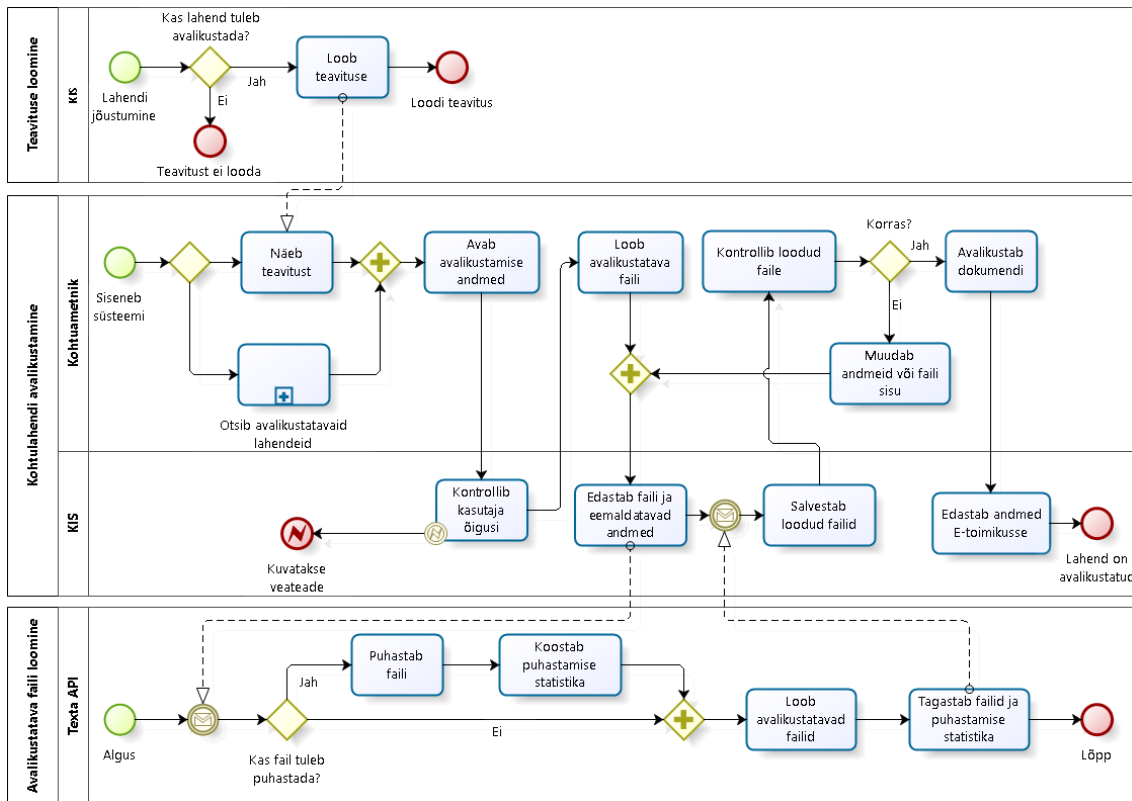 Teavituse loomine
KIS
Kas lahend tuleb
avalikustada?
Lahendi
jõustumine
Jah
Ei
Loob
teavituse
Loodi teavitus
Teavitust ei looda
Kohtulahendi avalikustamine
Kohtuametnik
Siseneb
süsteemi
Näeb
teavitust
Otsib avalikustatavaid
lahendeid
Avab
avalikustamise
andmed
Loob
avalikustatava
faili
Kontrollib loodud
faile
Korras?
Jah
Ei
Avalikustab
dokumendi
Muudab
andmeid või faili
sisu
KIS
Kuvatakse
veateade
Kontrollib
kasutaja
õigusi
Edastab faili ja
eemaldatavad
andmed
Salvestab
loodud failid
Edastab andmed
E-toimikusse
Lahend on
avalikustatud
Avalikustatava faili loomine
Texta API
Algus
Kas fail tuleb
puhastada?
Jah
Ei
Puhastab
faili
Koostab
puhastamise
statistika
Loob
avalikustatavad
failid
Tagastab failid ja
puhastamise
statistika
Lõpp